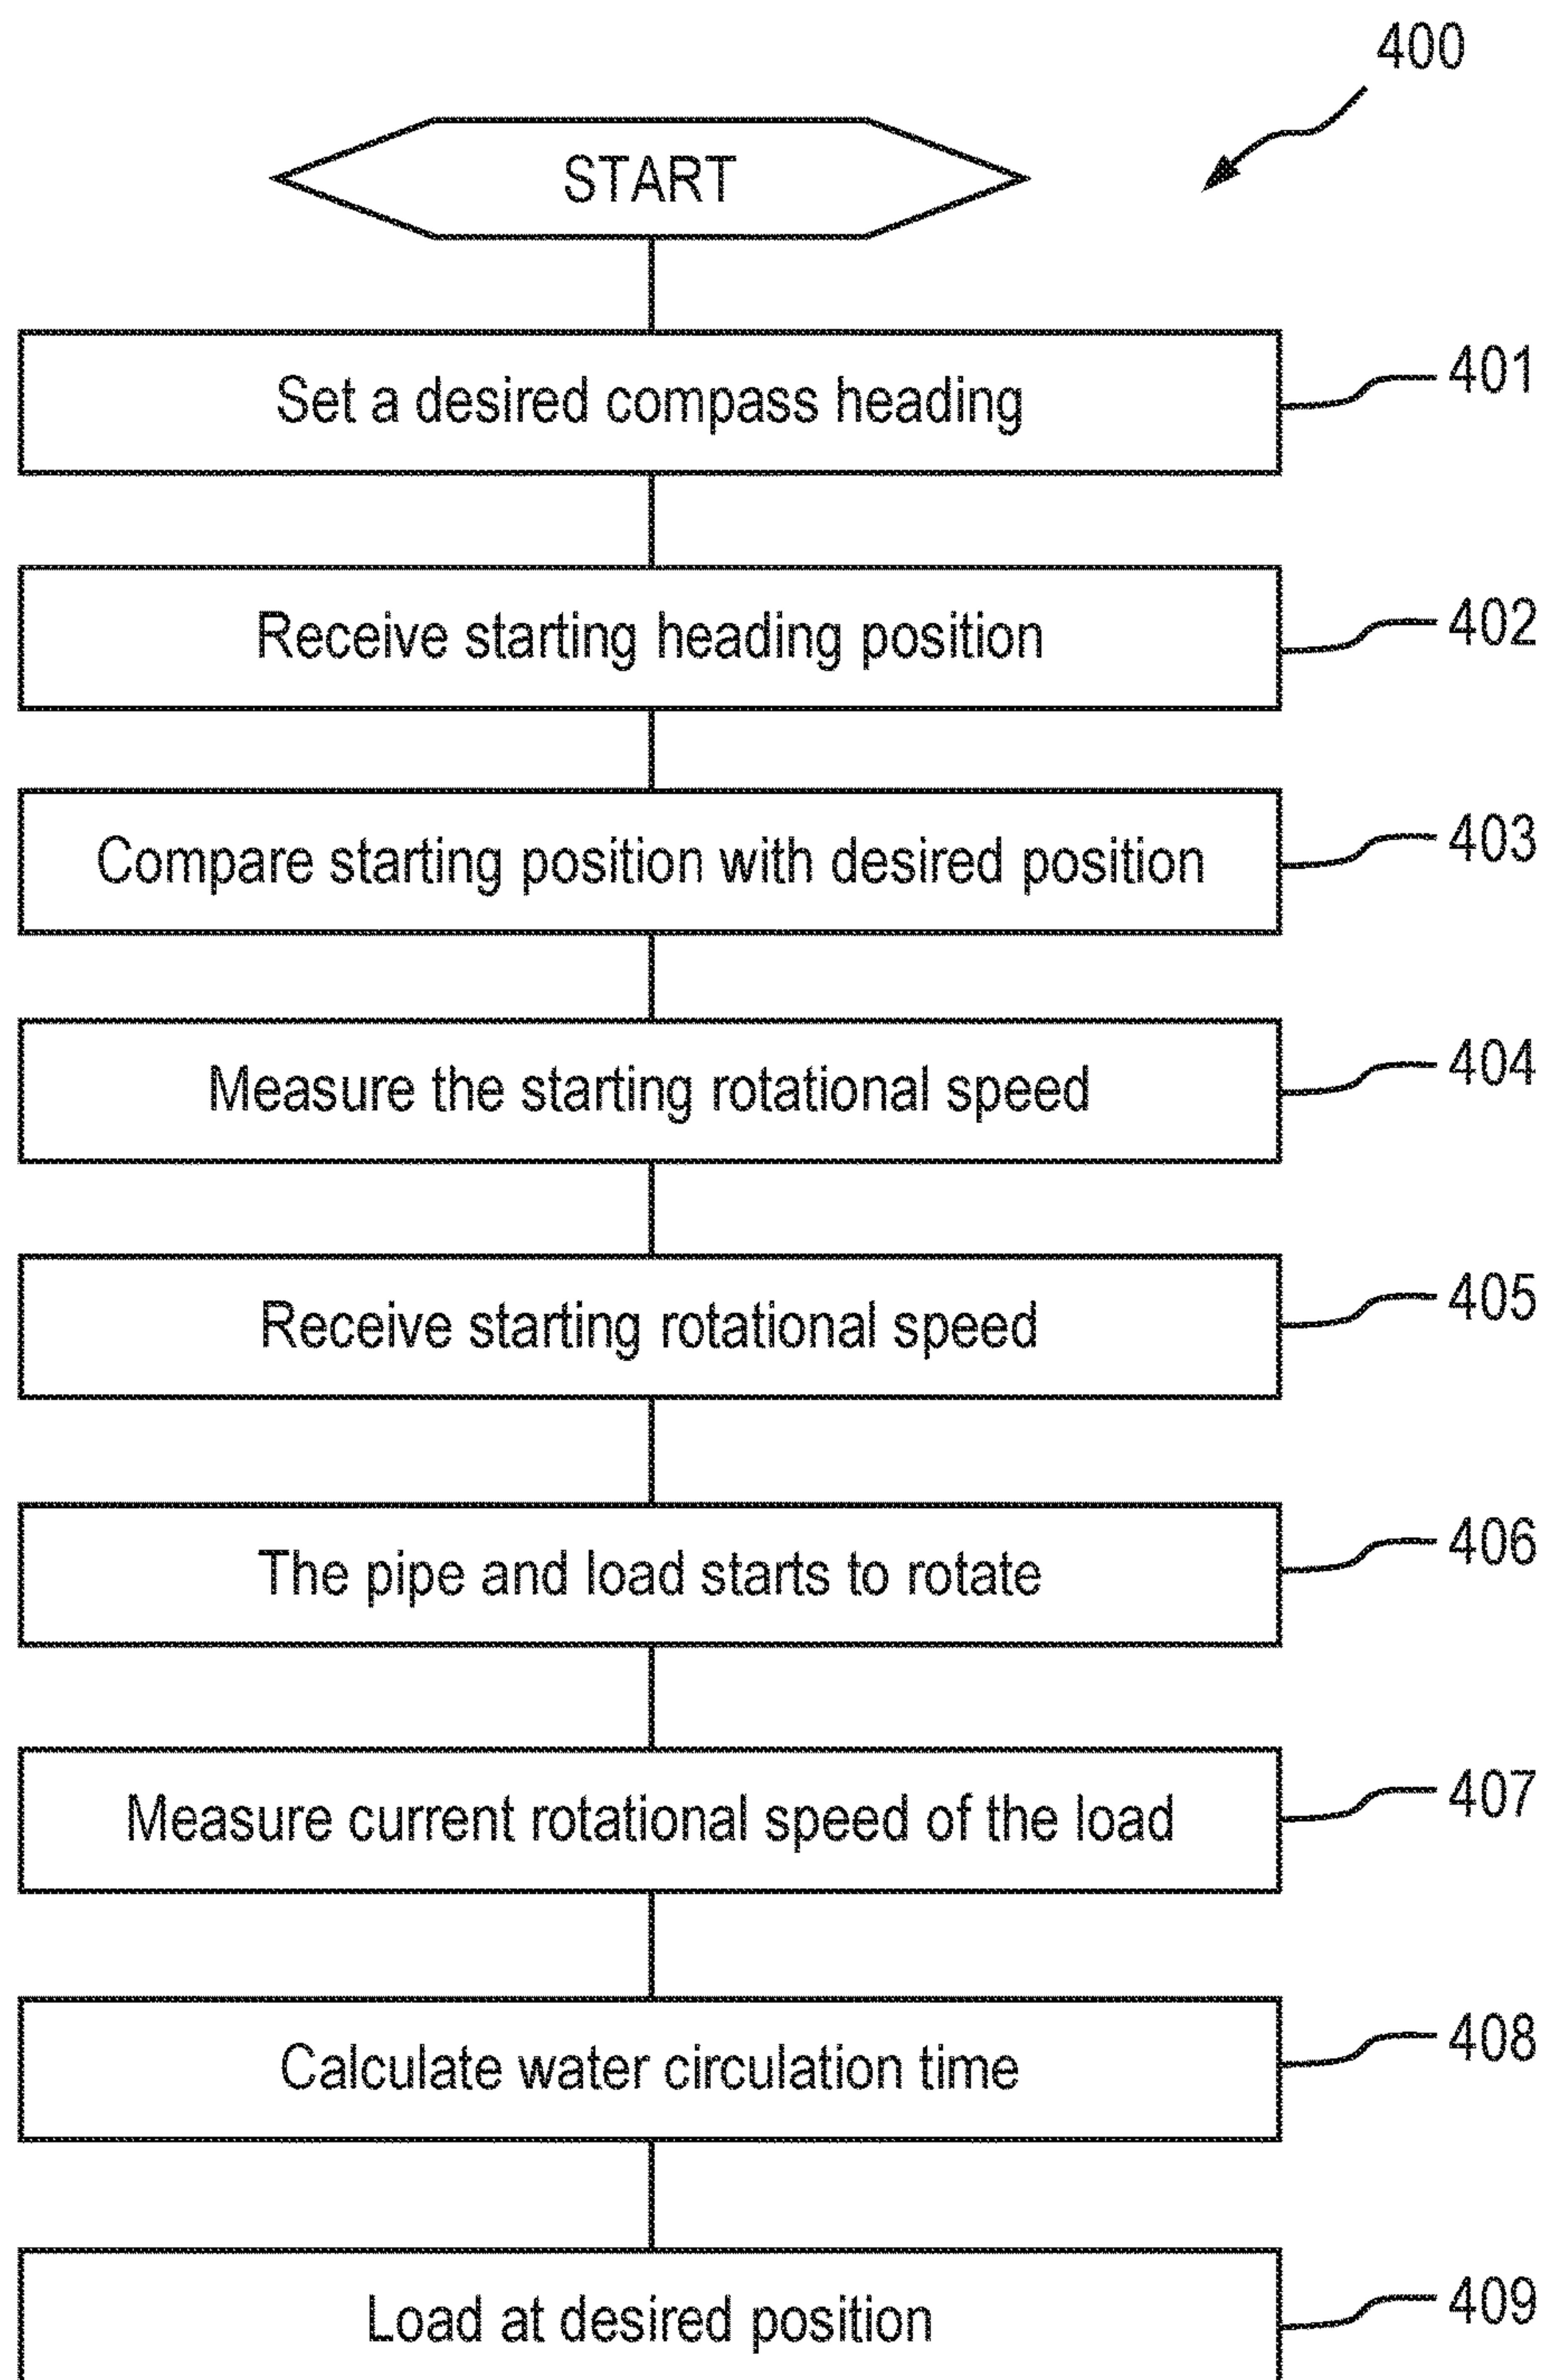 400
START
Set a desired compass heading
401
Receive starting heading position
402
Compare starting position with desired position
403
Measure the starting rotational speed
404
Receive starting rotational speed
405
The pipe and load starts to rotate
406
Measure current rotational speed of the load
407
Calculate water circulation time
408
Load at desired position
409